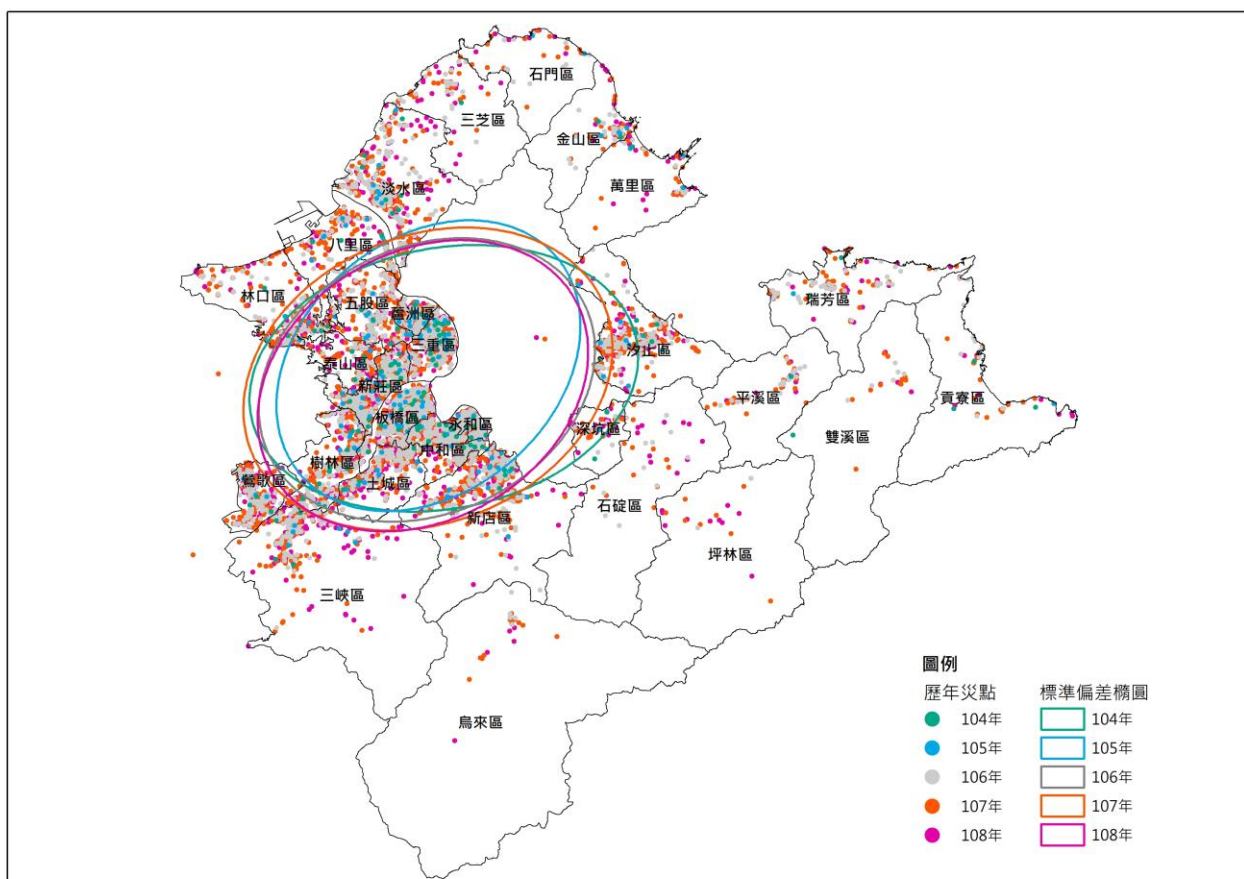 石門區
三芝區
金山區
萬里區
淡水區
八里區
林口區
五股區
蘆洲區
瑞芳區
三重區
汐止區
泰山區
新莊區
平溪區
貢寮區
板橋區
永和區
深坑區
雙溪區
中和區
樹林區
鶯歌區
土城區
石碇區
新店區
坪林區
三峽區
烏來區
圖例
歷年災點 標準偏差橢圓
104年 104年
105年 105年
106年 106年
107年 107年
108年 108年